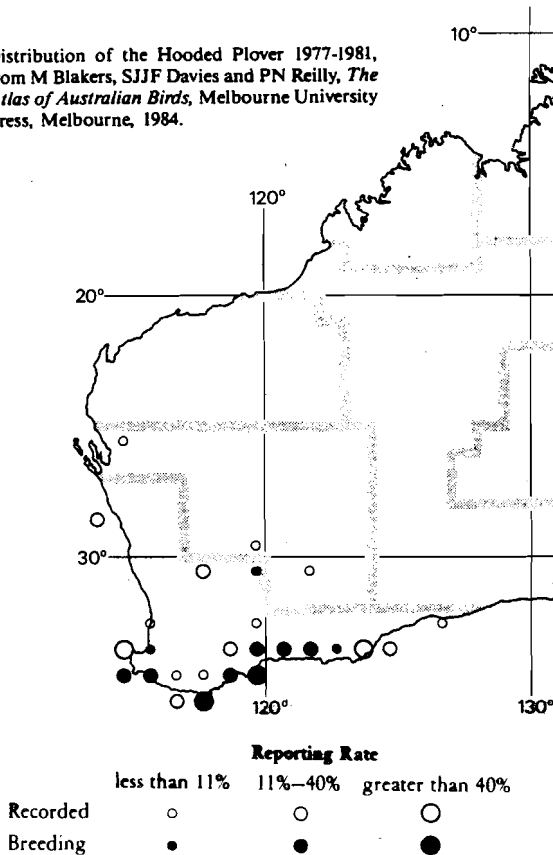 istribution of the Hooded Plover 1977-1981,
om M Blakers, SJJF Davies and PN Reilly, The
tlas of Australian Birds, Melbourne University
ress, Melbourne, 1984.
10°
120°
20°
30°
120°
130°
Reporting Rate
less than 11% 11%–40% greater than 40%
Recorded
Breeding